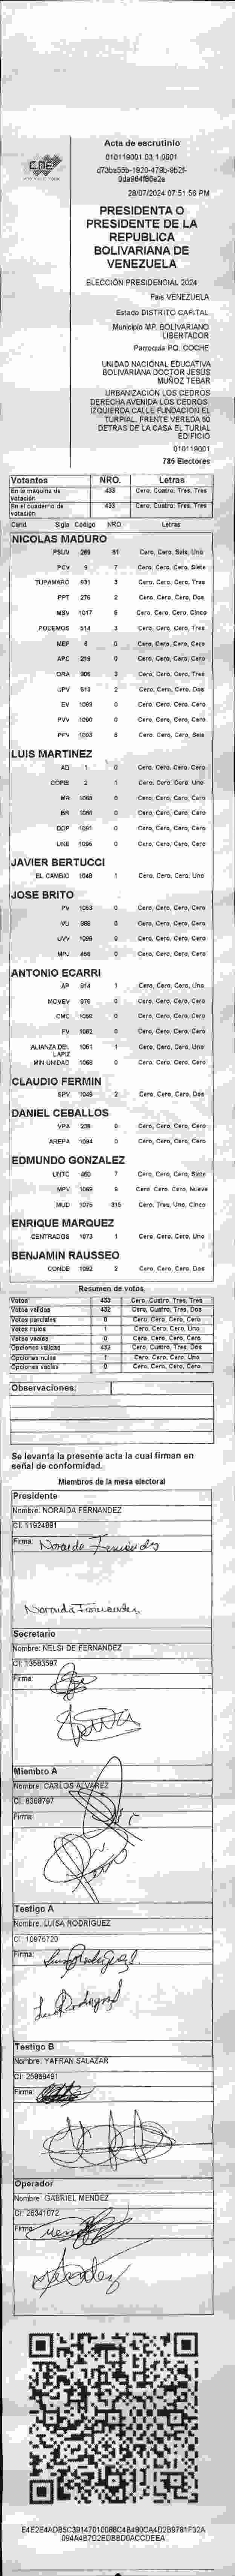 Acta de escrutinio
010119001.03.1.0001
28/07/2024 07:51:56 PM
PRESIDENTA O
PRESIDENTE DE LA
REPUBLICA
BOLIVARIANA DE
VENEZUELA
ELECCIÓN PRESIDENCIAL 2024
País VENEZUELA
Estado DISTRITO CAPITAL
Municipio MP. BOLIVARIANO
LIBERTADOR
Parroquia PQ. COCHE
UNIDAD NACIONAL EDUCATIVA
BOLIVARIANA DOCTOR JESÚS
MUÑOZ TEBAR
URBANIZACIÓN LOS CEDROS
DERECHA AVENIDA LOS CEDROS.
IZQUIERDA CALLE FUNDACIÓN EL
TURPIAL. FRENTE VEREDA 50
DETRAS DE LA CASA EL TURIAL
EDIFICIO
010119001
785 Electores
Votantes NRO. Letras
En la máquina de votación 433 Cero, Cuatro, Tres, Tres
En el cuaderno de votación 433 Cero, Cuatro, Tres, Tres
Cand. Sigla Código NRO. Letras
NICOLAS MADURO
PSUV 269 61 Cero, Cero, Seis, Uno
PCV 9 7 Cero, Cero, Cero, Siete
TUPAMARO 931 3 Cero, Cero, Cero, Tres
PPT 276 2 Cero, Cero, Cero, Dos
MSV 1017 5 Cero, Cero, Cero, Cinco
PODEMOS 514 3 Cero, Cero, Cero, Tres
MEP 6 0 Cero, Cero, Cero, Cero
APC 219 0 Cero, Cero, Cero, Cero
ORA 906 3 Cero, Cero, Cero, Tres
UPV 513 2 Cero, Cero, Cero, Dos
EV 1089 0 Cero, Cero, Cero, Cero
PVV 1090 0 Cero, Cero, Cero, Cero
PFV 1093 6 Cero, Cero, Cero, Seis
LUIS MARTINEZ
AD 1 0 Cero, Cero, Cero, Cero
COPEI 2 1 Cero, Cero, Cero, Uno
MR 1065 0 Cero, Cero, Cero, Cero
BR 1056 0 Cero, Cero, Cero, Cero
DDP 1091 0 Cero, Cero, Cero, Cero
UNE 1096 0 Cero, Cero, Cero, Cero
JAVIER BERTUCCI
EL CAMBIO 1048 1 Cero, Cero, Cero, Uno
JOSE BRITO
PV 1053 0 Cero, Cero, Cero, Cero
VU 968 0 Cero, Cero, Cero, Cero
UVV 1098 0 Cero, Cero, Cero, Cero
MPJ 458 0 Cero, Cero, Cero, Cero
ANTONIO ECARRI
AP 914 1 Cero, Cero, Cero, Uno
MOVEV 979 0 Cero, Cero, Cero, Cero
CMC 1050 0 Cero, Cero, Cero, Cero
FV 1082 0 Cero, Cero, Cero, Cero
ALIANZA DEL LAPIZ 1051 1 Cero, Cero, Cero, Uno
MIN UNIDAD 1066 0 Cero, Cero, Cero, Cero
CLAUDIO FERMIN
SPV 1049 2 Cero, Cero, Cero, Dos
DANIEL CEBALLOS
VPA 238 0 Cero, Cero, Cero, Cero
AREPA 1094 0 Cero, Cero, Cero, Cero
EDMUNDO GONZALEZ
UNTC 450 7 Cero, Cero, Cero, Siete
MPV 1069 9 Cero, Cero, Cero, Nueve
MUD 1075 315 Cero, Tres, Uno, Cinco
ENRIQUE MARQUEZ
CENTRADOS 1073 1 Cero, Cero, Cero, Uno
BENJAMIN RAUSSEO
CONDE 1092 2 Cero, Cero, Cero, Dos
Resumen de votos
Votos 433 Cero, Cuatro, Tres, Tres
Votos válidos 432 Cero, Cuatro, Tres, Dos
Votos parciales 0 Cero, Cero, Cero, Cero
Votos nulos 1 Cero, Cero, Cero, Uno
Votos vacíos 0 Cero, Cero, Cero, Cero
Opciones válidas 432 Cero, Cuatro, Tres, Dos
Opciones nulas 1 Cero, Cero, Cero, Uno
Opciones vacías 0 Cero, Cero, Cero, Cero
Observaciones:
Se levanta la presente acta la cual firman en
señal de conformidad.
Miembros de la mesa electoral
Presidente
Nombre: NORAIDA FERNANDEZ
CI: 11924891
Firma: Noraida Fernández
Noraida Fernandez
Secretario
Nombre: NELSI DE FERNANDEZ
CI: 13583597
Firma:
Miembro A
Nombre: CARLOS ALVAREZ
CI: 6388797
Firma:
Testigo A
Nombre: LUISA RODRIGUEZ
CI: 10976720
Firma: Luisa Rodríguez
Luisa Rodríguez
Testigo B
Nombre: YAFRAN SALAZAR
CI: 25869491
Firma:
Operador
Nombre: GABRIEL MENDEZ
CI: 26341072
Firma: Mendez
Mendez